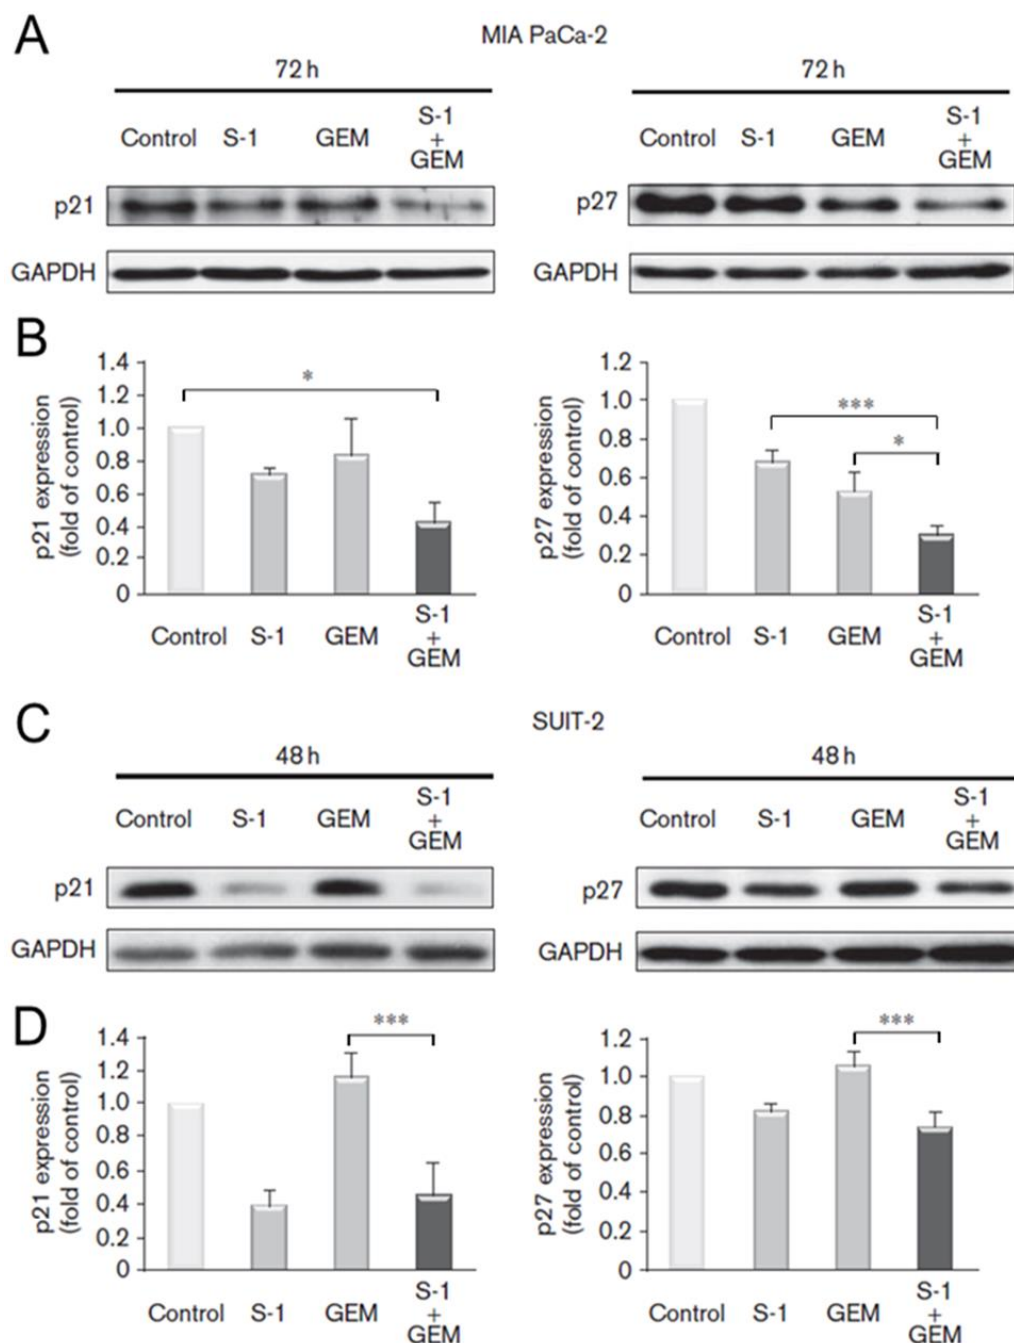 A
MIA PaCa-2
72 h
Control S-1 GEM S-1 + GEM
p21
GAPDH
72 h
Control S-1 GEM S-1 + GEM
p27
GAPDH
B
p21 expression
(fold of control)
1.4
1.2
1.0
0.8
0.6
0.4
0.2
0
*
Control S-1 GEM S-1 + GEM
p27 expression
(fold of control)
1.2
1.0
0.8
0.6
0.4
0.2
0
***
*
Control S-1 GEM S-1 + GEM
C
SUIT-2
48 h
Control S-1 GEM S-1 + GEM
p21
GAPDH
48 h
Control S-1 GEM S-1 + GEM
p27
GAPDH
D
p21 expression
(fold of control)
1.4
1.2
1.0
0.8
0.6
0.4
0.2
0
***
Control S-1 GEM S-1 + GEM
p27 expression
(fold of control)
1.2
1.0
0.8
0.6
0.4
0.2
0
***
Control S-1 GEM S-1 + GEM